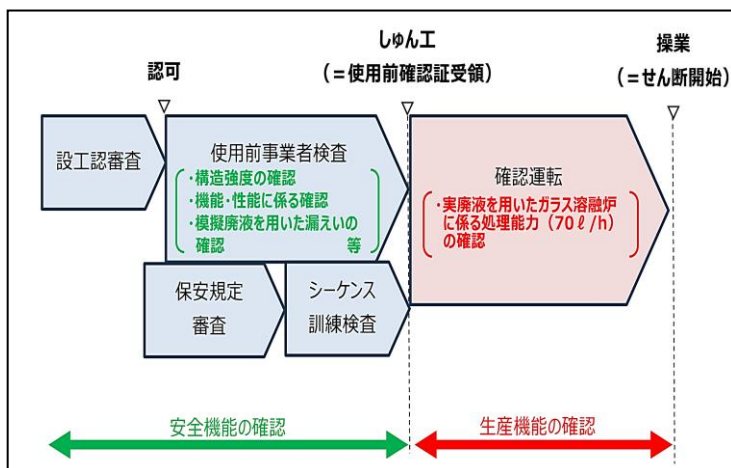 しゅん工
(=使用前確認証受領)
操業
(=せん断開始)
認可
設工認審査
使用前事業者検査
・構造強度の確認
・機能・性能に係る確認
・模擬廃液を用いた漏えいの
確認 等
確認運転
・実廃液を用いたガラス溶融炉
に係る処理能力(70ℓ/h)
の確認
保安規定
審査
シーケンス
訓練検査
安全機能の確認
生産機能の確認